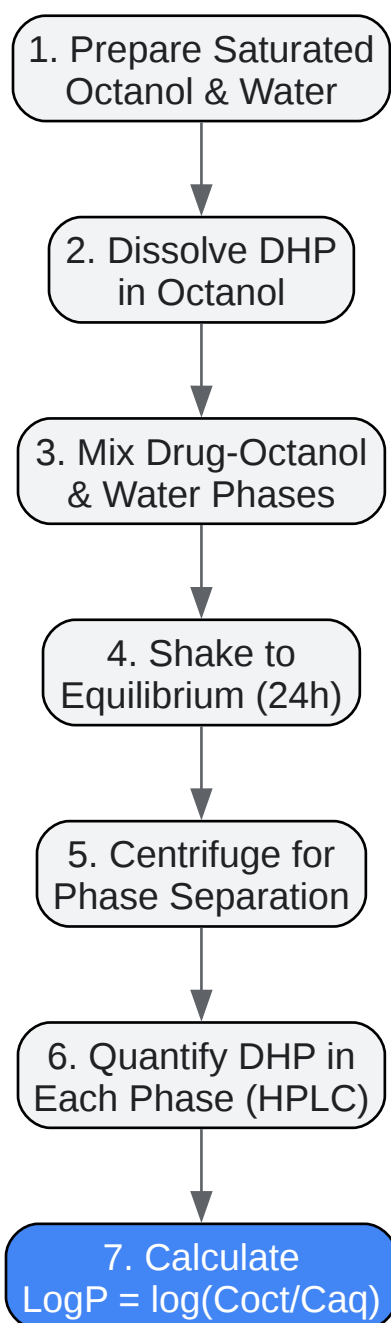 1. Prepare Saturated
Octanol & Water
2. Dissolve DHP
in Octanol
3. Mix Drug-Octanol
& Water Phases
4. Shake to
Equilibrium (24h)
5. Centrifuge for
Phase Separation
6. Quantify DHP in
Each Phase (HPLC)
7. Calculate
LogP = log(Coct/Caq)